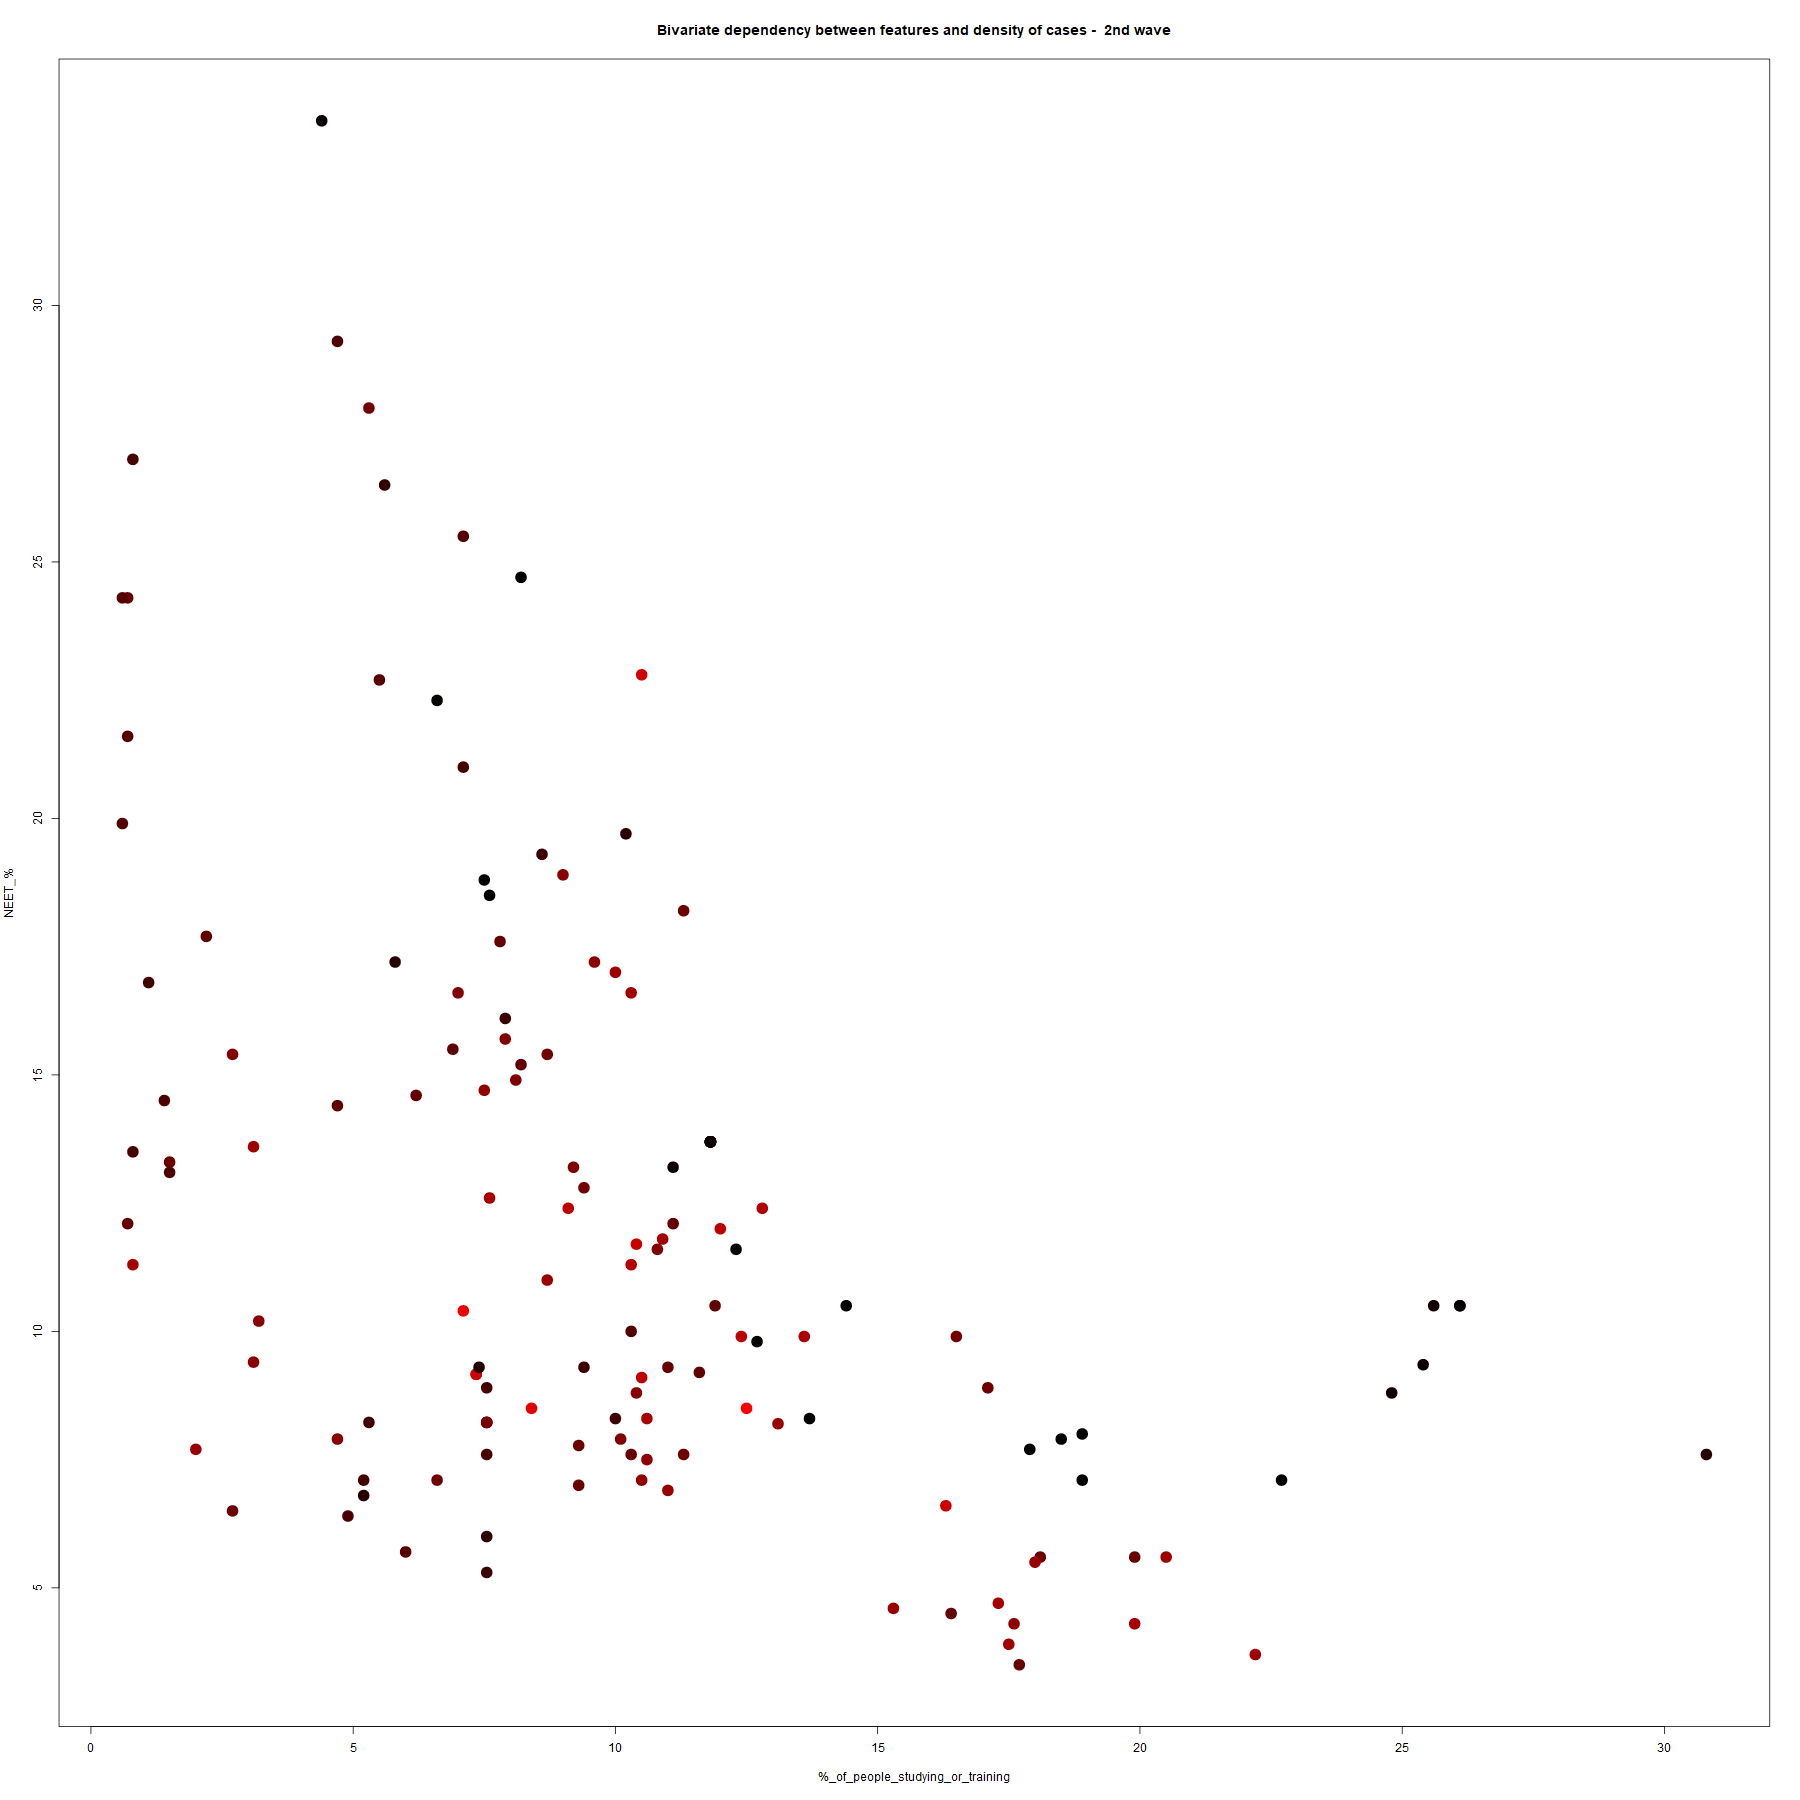 Bivariate dependency between features and density of cases -  2nd wave
30
25
20
15
10
5
NEET_%
0 5 10 15 20 25 30
%_of_people_studying_or_training